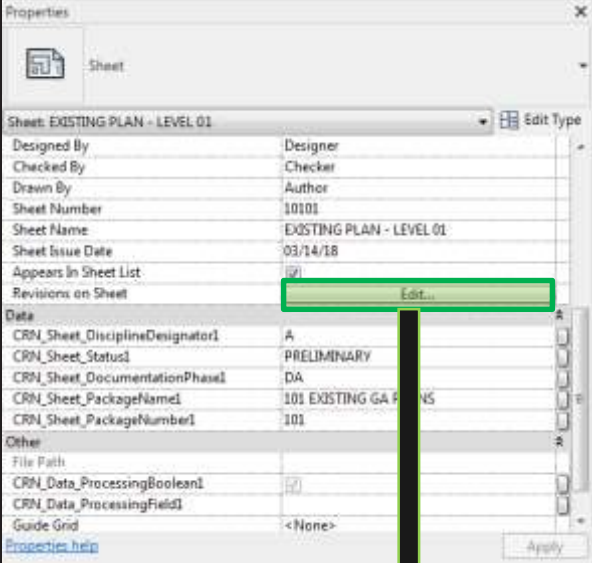 Properties
Sheet
Sheet: EXISTING PLAN - LEVEL 01 Edit Type
Designed By Designer
Checked By Checker
Drawn By Author
Sheet Number 10101
Sheet Name EXISTING PLAN - LEVEL 01
Sheet Issue Date 03/14/18
Appears In Sheet List
Revisions on Sheet Edit...
Data
CRN_Sheet_DisciplineDesignator1 A
CRN_Sheet_Status1 PRELIMINARY
CRN_Sheet_DocumentationPhase1 DA
CRN_Sheet_PackageName1 101 EXISTING GA NS
CRN_Sheet_PackageNumber1 101
Other
File Path
CRN_Data_ProcessingBoolean1
CRN_Data_ProcessingField1
Guide Grid <None>
Properties help Apply